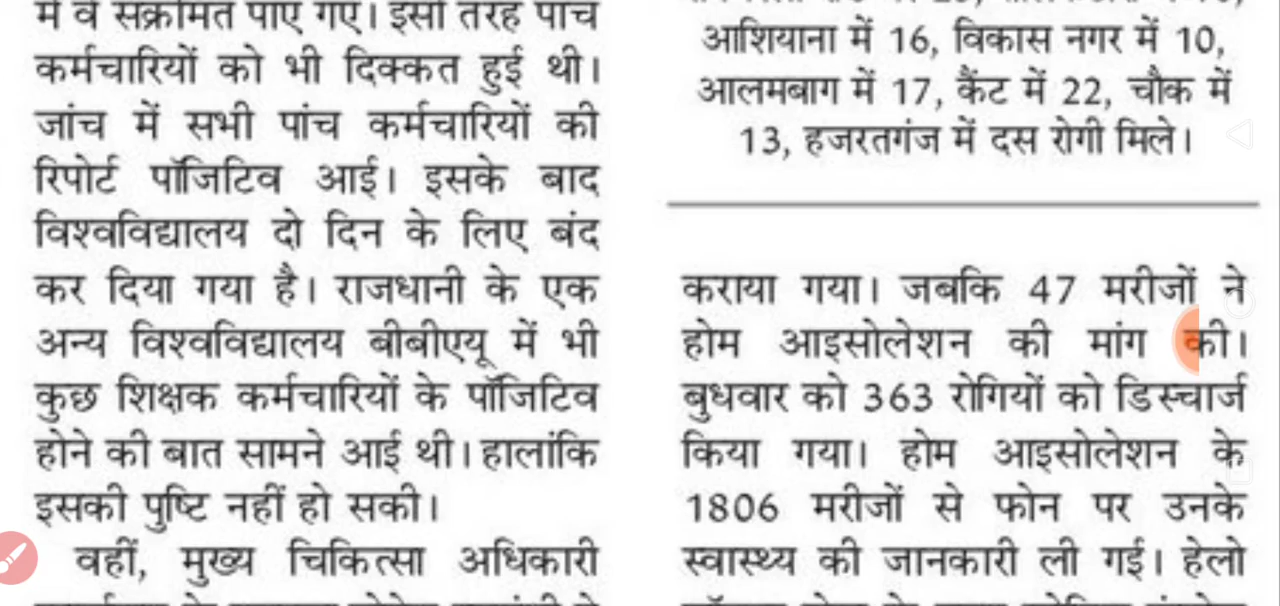 में वे संक्रमित पाए गए। इसी तरह पांच
कर्मचारियों को भी दिक्कत हुई थी।
जांच में सभी पांच कर्मचारियों की
रिपोर्ट पॉजिटिव आई। इसके बाद
विश्वविद्यालय दो दिन के लिए बंद
कर दिया गया है। राजधानी के एक
अन्य विश्वविद्यालय बीबीएयू में भी
कुछ शिक्षक कर्मचारियों के पॉजिटिव
होने की बात सामने आई थी। हालांकि
इसकी पुष्टि नहीं हो सकी।
वहीं, मुख्य चिकित्सा अधिकारी
आशियाना में 16, विकास नगर में 10,
आलमबाग में 17, कैंट में 22, चौक में
13, हजरतगंज में दस रोगी मिले।
कराया गया। जबकि 47 मरीजों ने
होम आइसोलेशन की मांग की।
बुधवार को 363 रोगियों को डिस्चार्ज
किया गया। होम आइसोलेशन के
1806 मरीजों से फोन पर उनके
स्वास्थ्य की जानकारी ली गई। हेलो